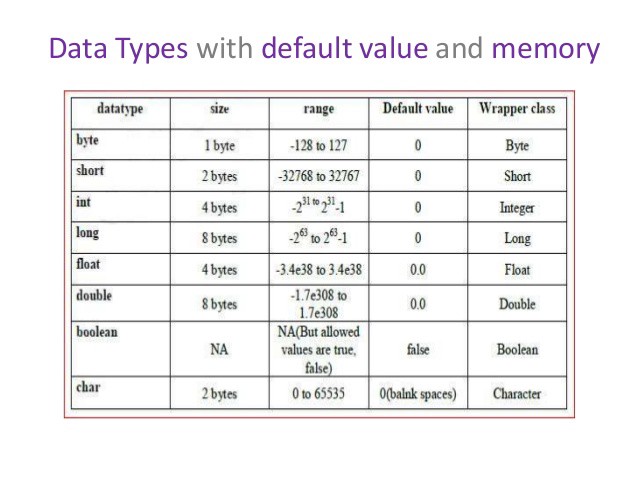 Data Types with default value and memory
datatype size range Default value Wrapper class
byte 1 byte -128 to 127 0 Byte
short 2 bytes -32768 to 32767 0 Short
int 4 bytes -2^31 to 2^31-1 0 Integer
long 8 bytes -2^63 to 2^63-1 0 Long
float 4 bytes -3.4e38 to 3.4e38 0.0 Float
double 8 bytes -1.7e308 to 1.7e308 0.0 Double
boolean NA NA(But allowed values are true, false) false Boolean
char 2 bytes 0 to 65535 0(balnk spaces) Character